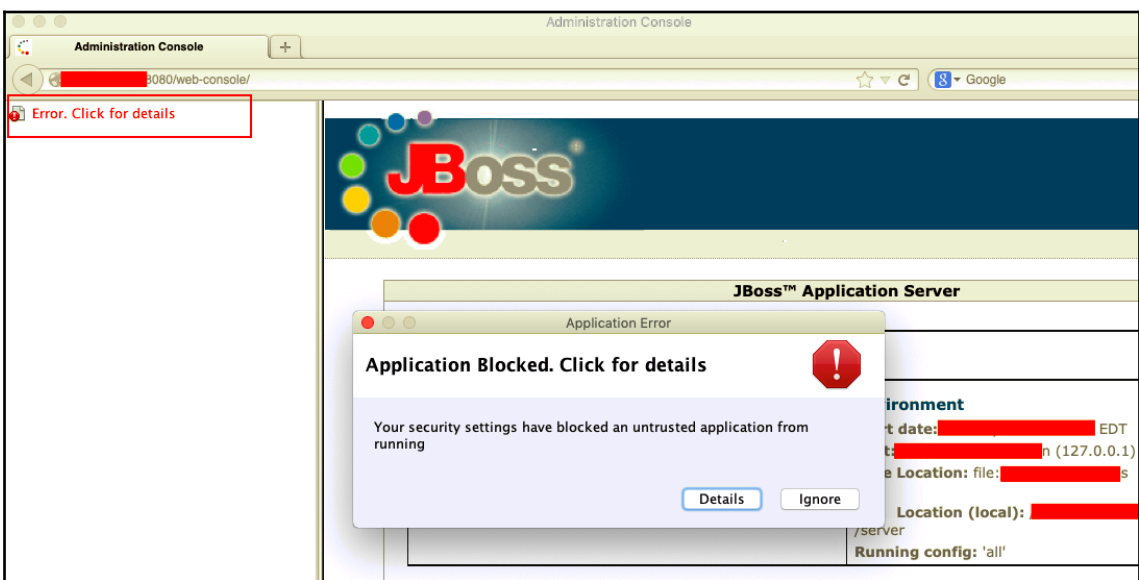 Administration Console
Administration Console
8080/web-console/
Google
Error. Click for details
JBoss
JBoss™ Application Server
Application Error
Application Blocked. Click for details
Your security settings have blocked an untrusted application from
running
Details Ignore
ironment
t date: EDT
t: n (127.0.0.1)
e Location: file: s
Location (local): /
/server
Running config: 'all'